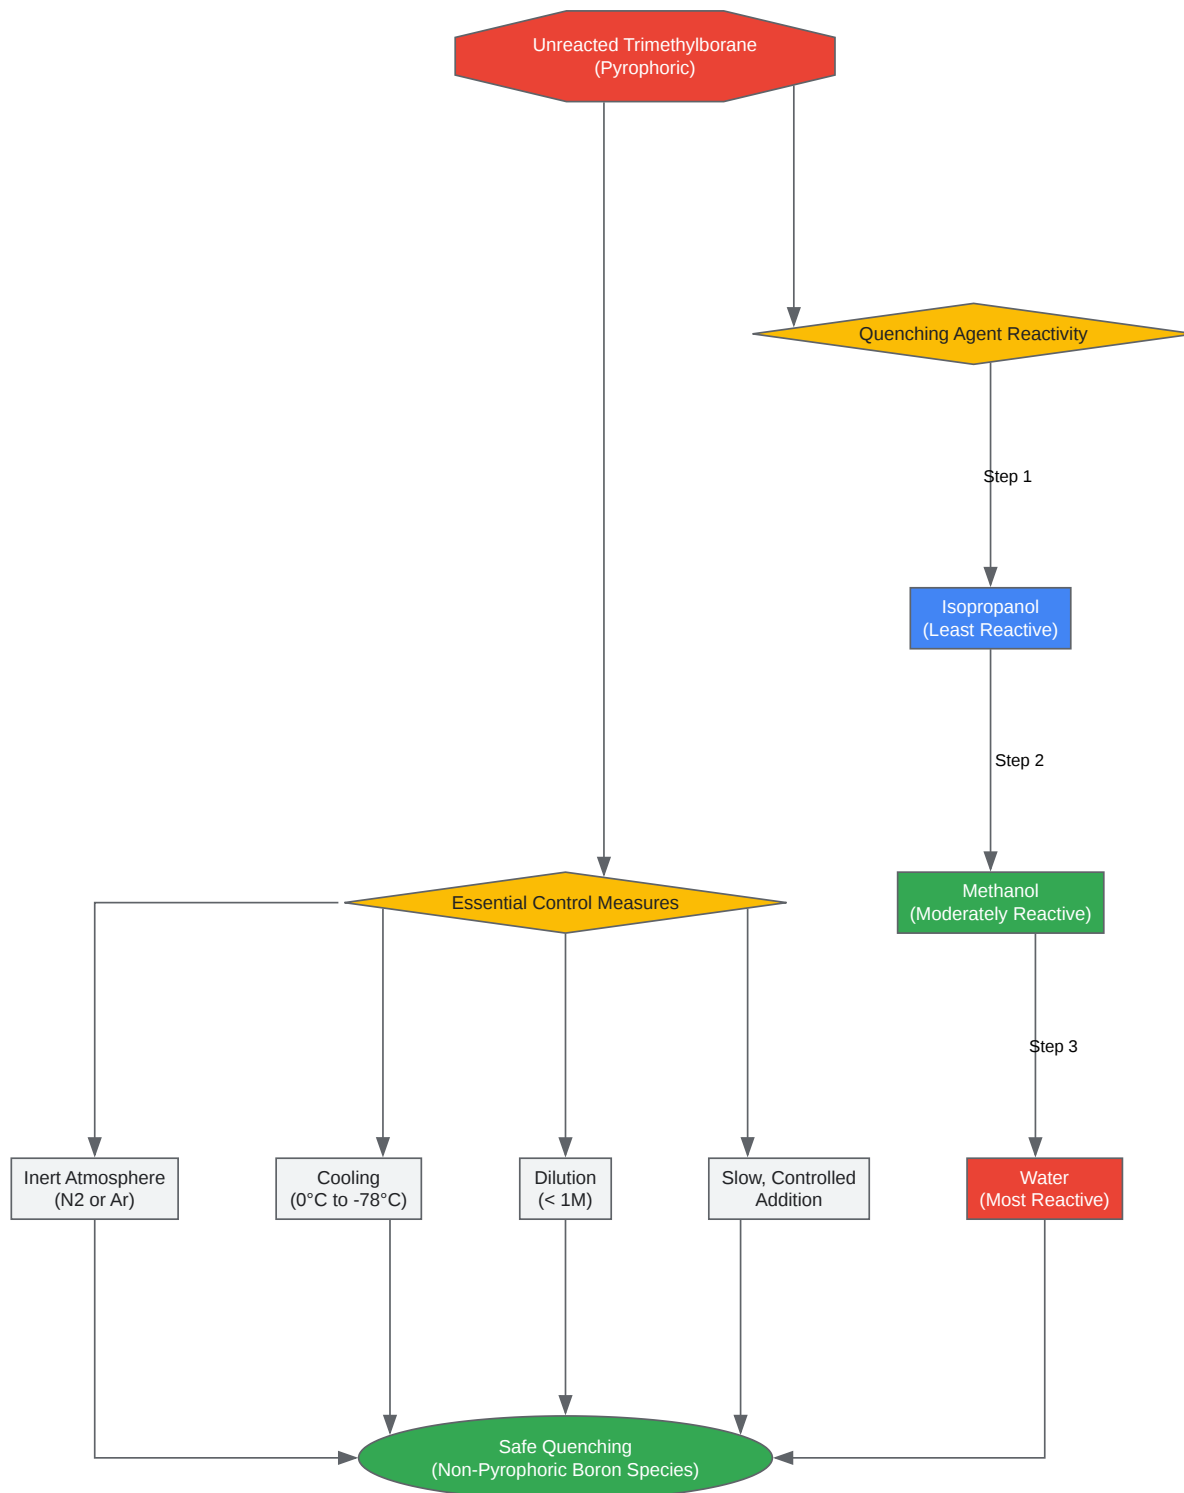 Unreacted Trimethylborane
(Pyrophoric)
Quenching Agent Reactivity
Step 1
Isopropanol
(Least Reactive)
Step 2
Methanol
(Moderately Reactive)
Essential Control Measures
Step 3
Inert Atmosphere
(N2 or Ar)
Cooling
(0°C to -78°C)
Dilution
(< 1M)
Slow, Controlled
Addition
Water
(Most Reactive)
Safe Quenching
(Non-Pyrophoric Boron Species)